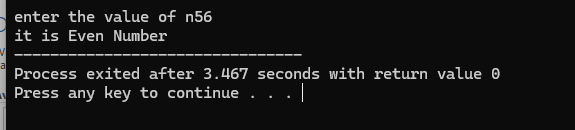 enter the value of n56
it is Even Number
--------------------------------
Process exited after 3.467 seconds with return value 0
Press any key to continue . . .